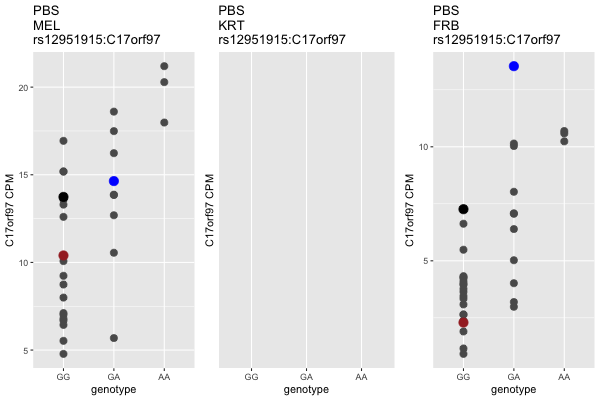 PBS
MEL
rs12951915:C17orf97
C17orf97 CPM
20
15
10
5
GG
GA
AA
genotype
PBS
KRT
rs12951915:C17orf97
C17orf97 CPM
GG
GA
AA
genotype
PBS
FRB
rs12951915:C17orf97
C17orf97 CPM
10
5
GG
GA
AA
genotype